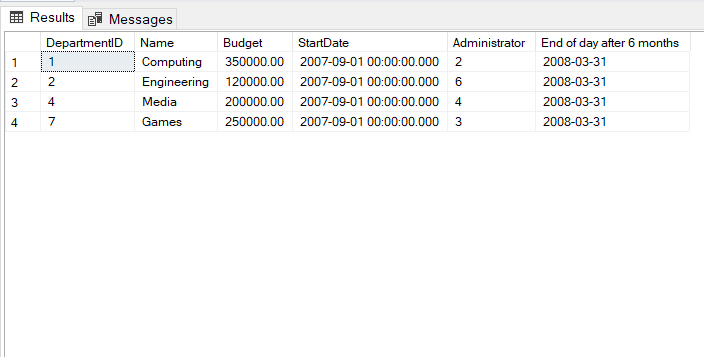 Results Messages
DepartmentID Name Budget StartDate Administrator End of day after 6 months
1 1 Computing 350000.00 2007-09-01 00:00:00.000 2 2008-03-31
2 2 Engineering 120000.00 2007-09-01 00:00:00.000 6 2008-03-31
3 4 Media 200000.00 2007-09-01 00:00:00.000 4 2008-03-31
4 7 Games 250000.00 2007-09-01 00:00:00.000 3 2008-03-31